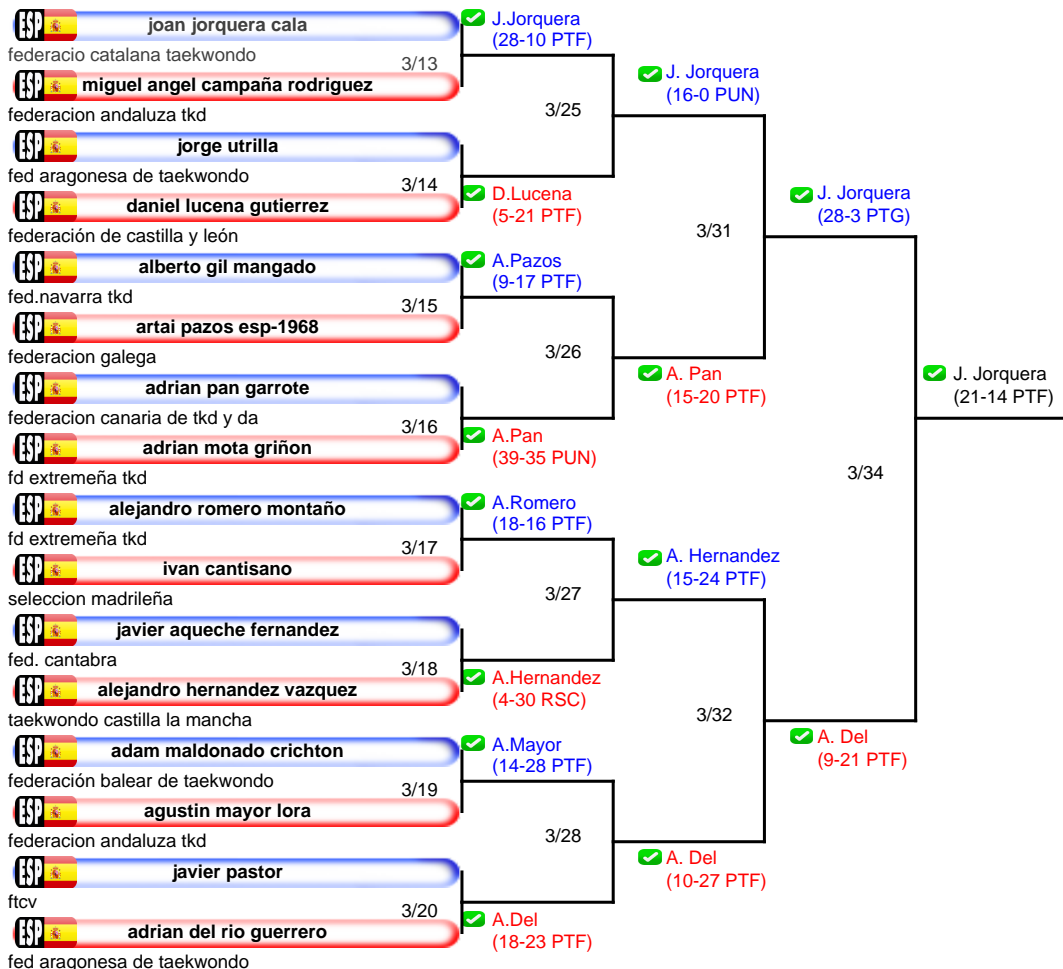 ESP joan jorquera cala
federacio catalana taekwondo
3/13
ESP miguel angel campaña rodriguez
federacion andaluza tkd
ESP jorge utrilla
fed aragonesa de taekwondo
3/14
ESP daniel lucena gutierrez
federación de castilla y león
ESP alberto gil mangado
fed.navarra tkd
3/15
ESP artai pazos esp-1968
federacion galega
ESP adrian pan garrote
federacion canaria de tkd y da
3/16
ESP adrian mota griñon
fd extremeña tkd
ESP alejandro romero montaño
fd extremeña tkd
3/17
ESP ivan cantisano
seleccion madrileña
ESP javier aqueche fernandez
fed. cantabra
3/18
ESP alejandro hernandez vazquez
taekwondo castilla la mancha
ESP adam maldonado crichton
federación balear de taekwondo
3/19
ESP agustin mayor lora
federacion andaluza tkd
ESP javier pastor
ftcv
3/20
ESP adrian del rio guerrero
fed aragonesa de taekwondo
J.Jorquera
(28-10 PTF)
3/25
D.Lucena
(5-21 PTF)
A.Pazos
(9-17 PTF)
3/26
A.Pan
(39-35 PUN)
A.Romero
(18-16 PTF)
3/27
A.Hernandez
(4-30 RSC)
A.Mayor
(14-28 PTF)
3/28
A.Del
(18-23 PTF)
J. Jorquera
(16-0 PUN)
3/31
A. Pan
(15-20 PTF)
A. Hernandez
(15-24 PTF)
3/32
A. Del
(10-27 PTF)
J. Jorquera
(28-3 PTG)
3/34
A. Del
(9-21 PTF)
J. Jorquera
(21-14 PTF)